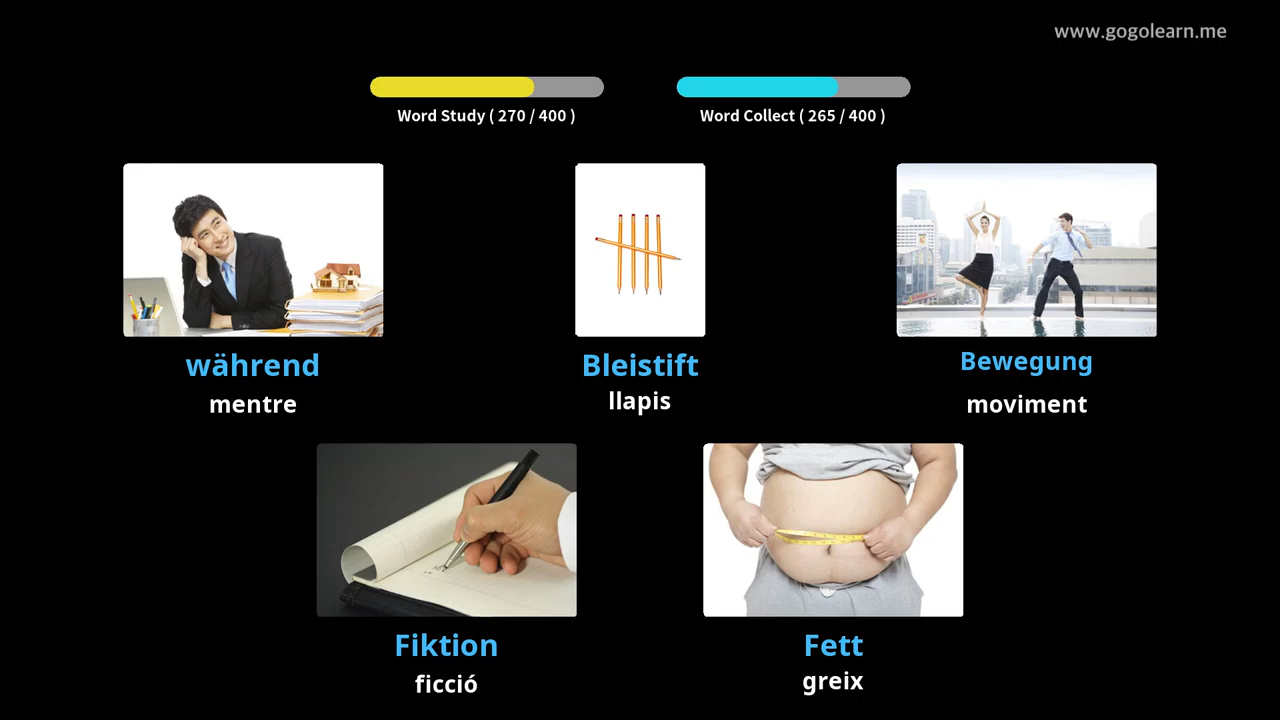 www.gogolearn.me
Word Study ( 270 / 400 )
Word Collect ( 265 / 400 )
während
mentre
Bleistift
llapis
Bewegung
moviment
Fiktion
ficció
Fett
greix